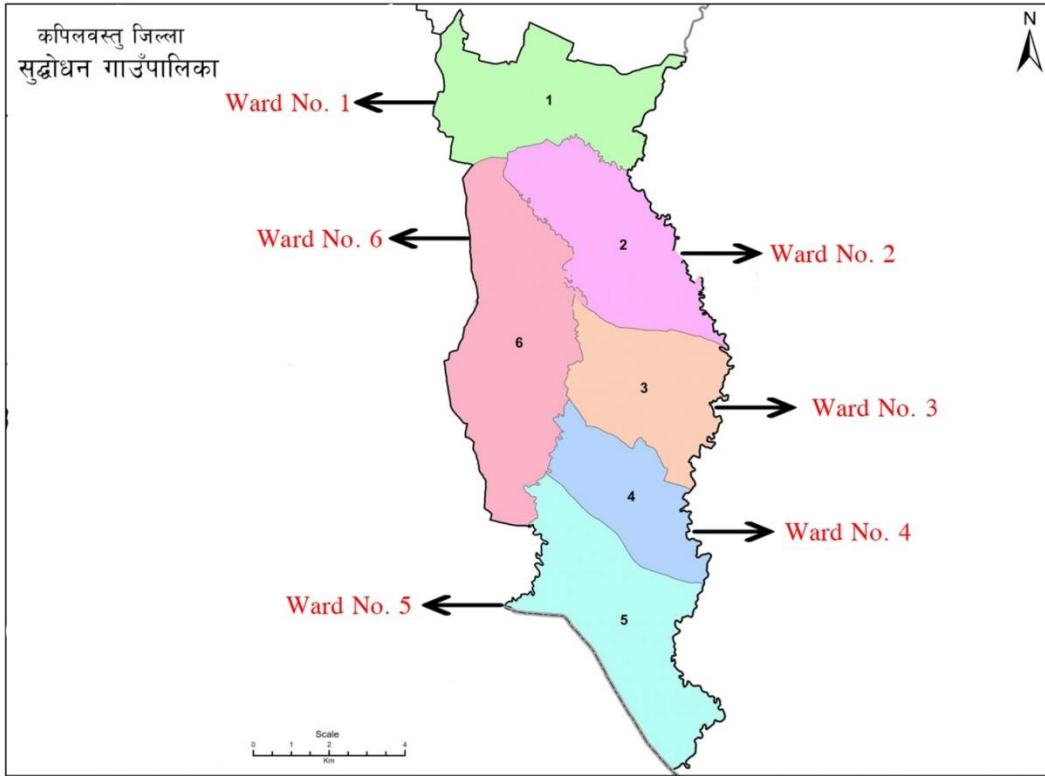 कपिलवस्तु जिल्ला
सुद्धोधन गाउँपालिका
N
Ward No. 1
1
Ward No. 6
2
Ward No. 2
6
3
Ward No. 3
4
Ward No. 4
Ward No. 5
5
Scale
0 1 2 4
Km